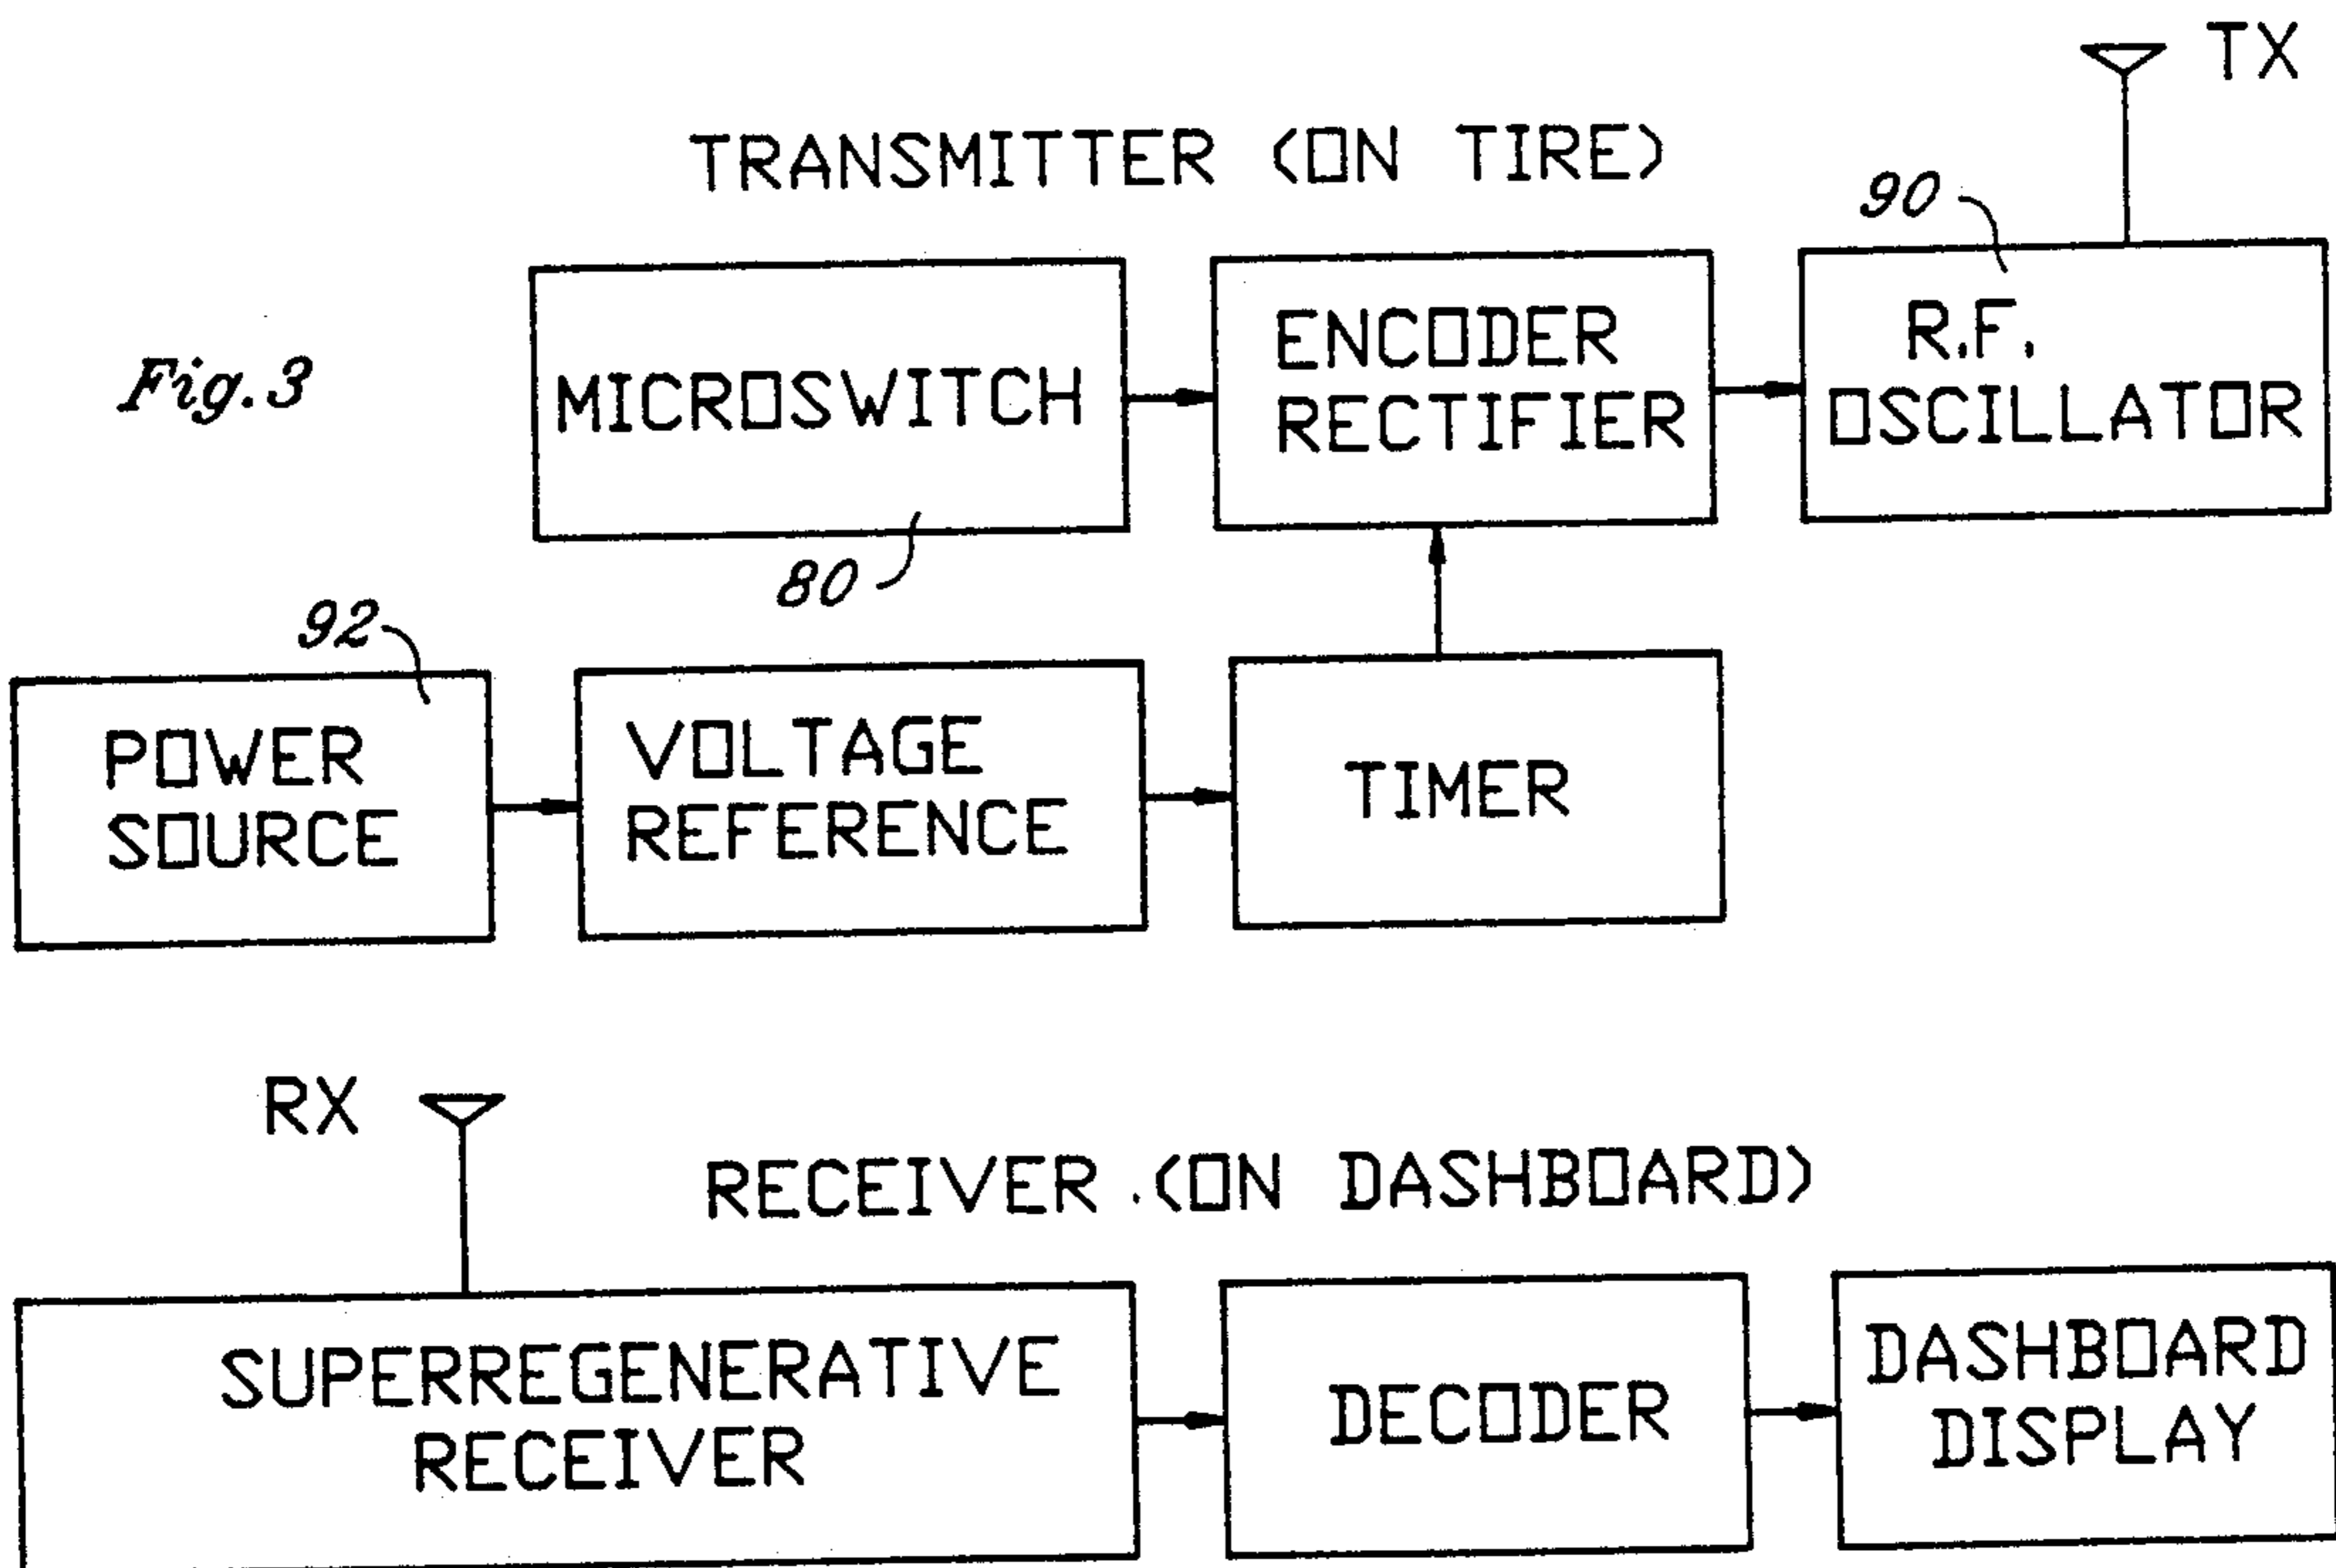 TX
TRANSMITTER (ON TIRE)
90
Fig.3
MICROSWITCH
ENCODER
RECTIFIER
R.F.
OSCILLATOR
80
92
POWER
SOURCE
VOLTAGE
REFERENCE
TIMER
RX
RECEIVER (ON DASHBOARD)
SUPERREGENERATIVE
RECEIVER
DECODER
DASHBOARD
DISPLAY